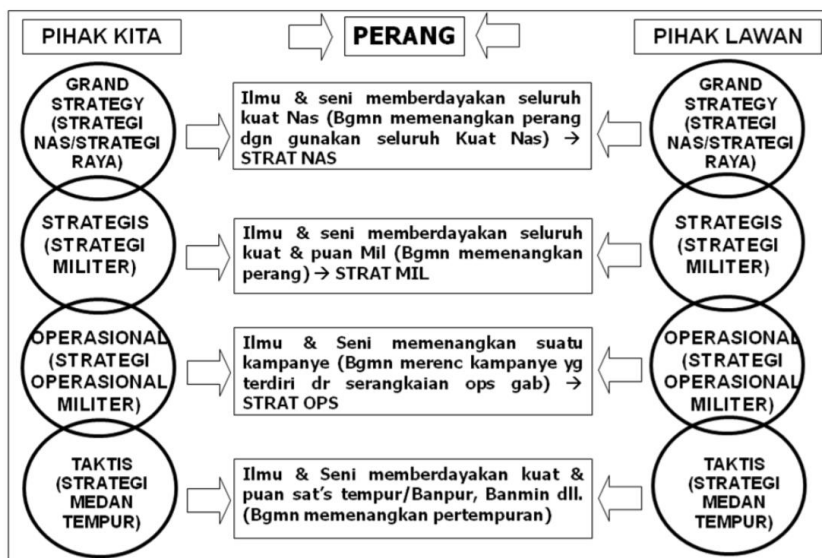 PIHAK KITA
PERANG
PIHAK LAWAN
GRAND
STRATEGY
(STRATEGI
NAS/STRATEGI
RAYA)
Ilmu & seni memberdayakan seluruh
kuat Nas (Bgmn memenangkan perang
dgn gunakan seluruh Kuat Nas) →
STRAT NAS
GRAND
STRATEGY
(STRATEGI
NAS/STRATEGI
RAYA)
STRATEGIS
(STRATEGI
MILITER)
Ilmu & seni memberdayakan seluruh
kuat & puan Mil (Bgmn memenangkan
perang) → STRAT MIL
STRATEGIS
(STRATEGI
MILITER)
OPERASIONAL
(STRATEGI
OPERASIONAL
MILITER)
Ilmu & Seni memenangkan suatu
kampanye (Bgmn merenc kampanye yg
terdiri dr serangkaian ops gab) →
STRAT OPS
OPERASIONAL
(STRATEGI
OPERASIONAL
MILITER)
TAKTIS
(STRATEGI
MEDAN
TEMPUR)
Ilmu & Seni memberdayakan kuat &
puan sat's tempur/Banpur, Banmin dll.
(Bgmn memenangkan pertempuran)
TAKTIS
(STRATEGI
MEDAN
TEMPUR)